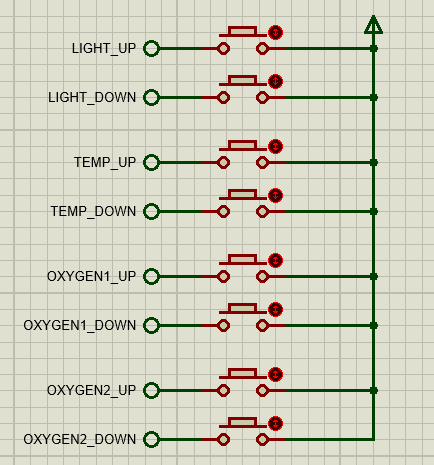 LIGHT_UP
LIGHT_DOWN
TEMP_UP
TEMP_DOWN
OXYGEN1_UP
OXYGEN1_DOWN
OXYGEN2_UP
OXYGEN2_DOWN